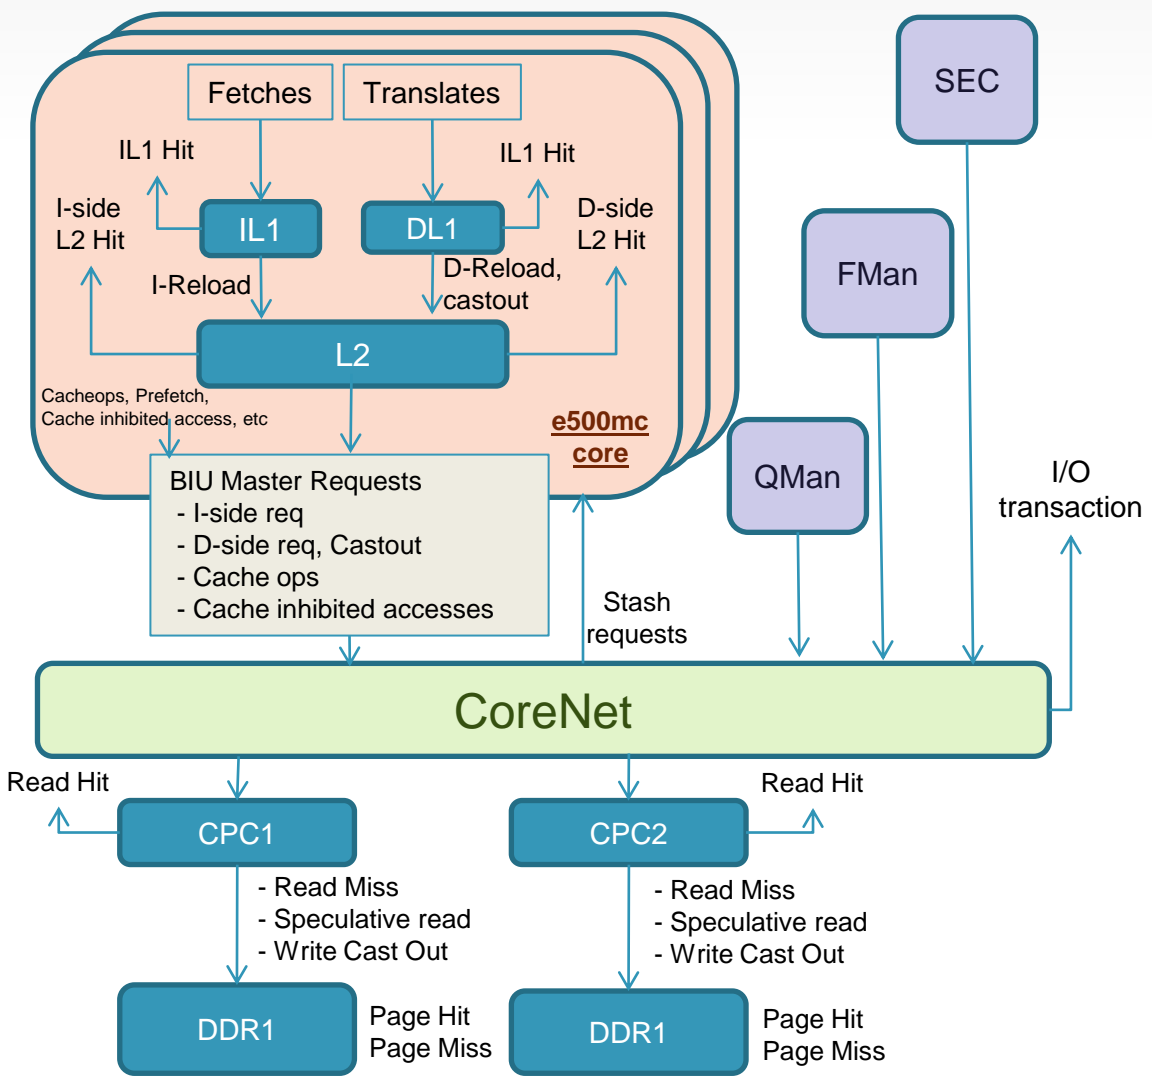 Fetches
Translates
SEC
IL1 Hit
IL1 Hit
I-side
L2 Hit
D-side
L2 Hit
IL1
DL1
FMan
I-Reload
D-Reload,
castout
L2
Cacheops, Prefetch,
Cache inhibited access, etc
e500mc
core
QMan
I/O
transaction
BIU Master Requests
- I-side req
- D-side req, Castout
- Cache ops
- Cache inhibited accesses
Stash
requests
CoreNet
Read Hit
Read Hit
CPC1
CPC2
- Read Miss
- Speculative read
- Write Cast Out
- Read Miss
- Speculative read
- Write Cast Out
DDR1
Page Hit
Page Miss
DDR1
Page Hit
Page Miss